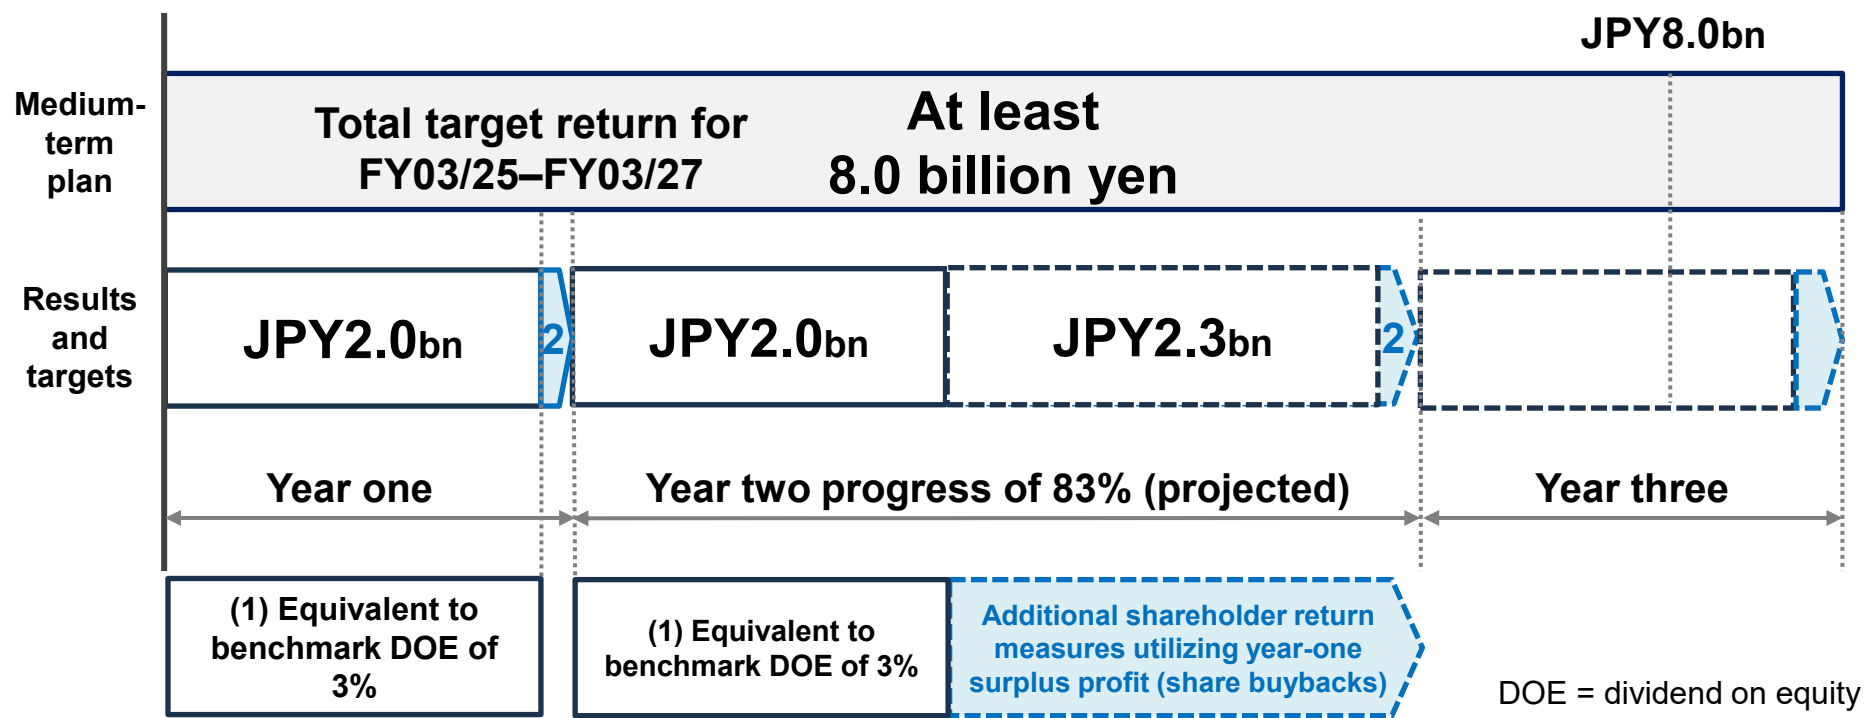 JPY8.0bn
Medium-
term
plan
Total target return for
FY03/25–FY03/27
At least
8.0 billion yen
Results
and
targets
JPY2.0bn
2
JPY2.0bn
JPY2.3bn
2
Year one
Year two progress of 83% (projected)
Year three
(1) Equivalent to
benchmark DOE of
3%
(1) Equivalent to
benchmark DOE of 3%
Additional shareholder return
measures utilizing year-one
surplus profit (share buybacks)
DOE = dividend on equity